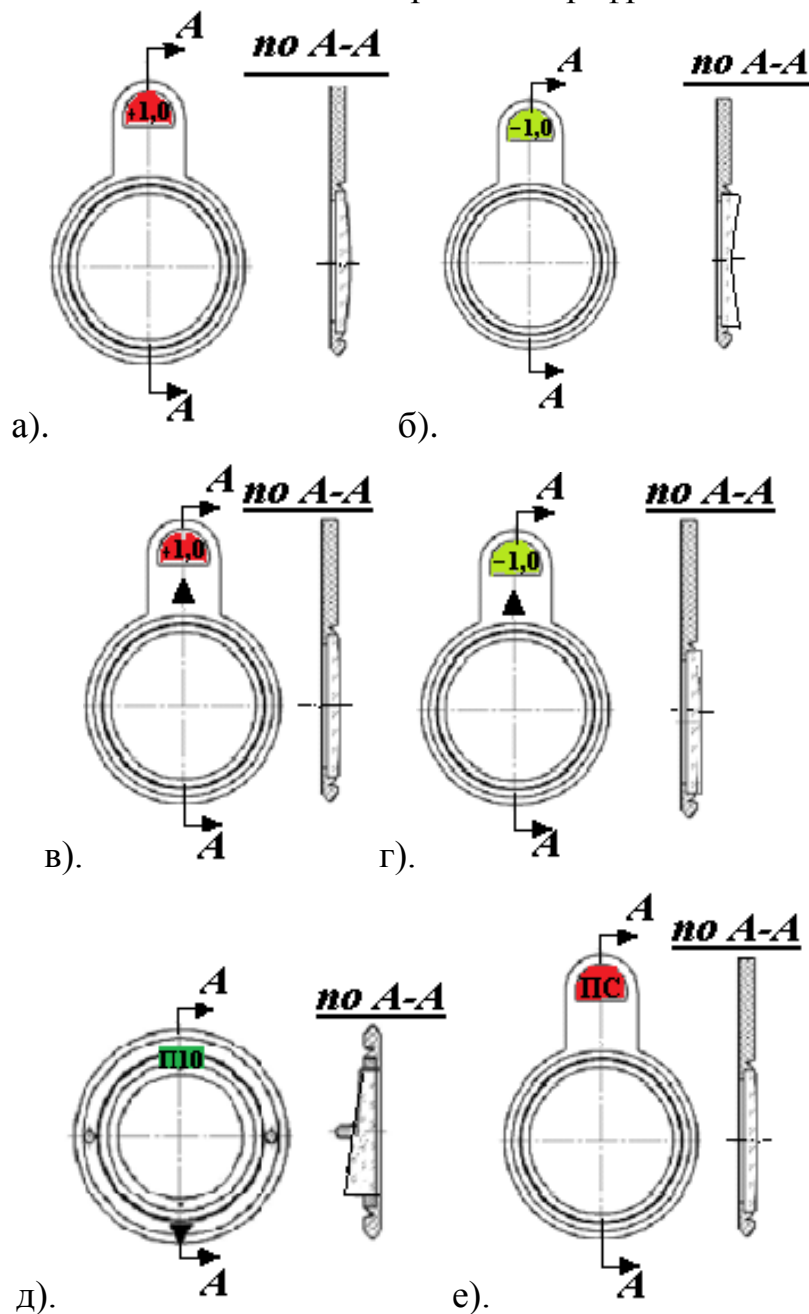 А по А-А А по А-А
+1,0 -1,0
А А
а). б).
А по А-А А по А-А
+1,0 -1,0
А А
в). г).
А по А-А А по А-А
П10 ПС
А А
д). е).